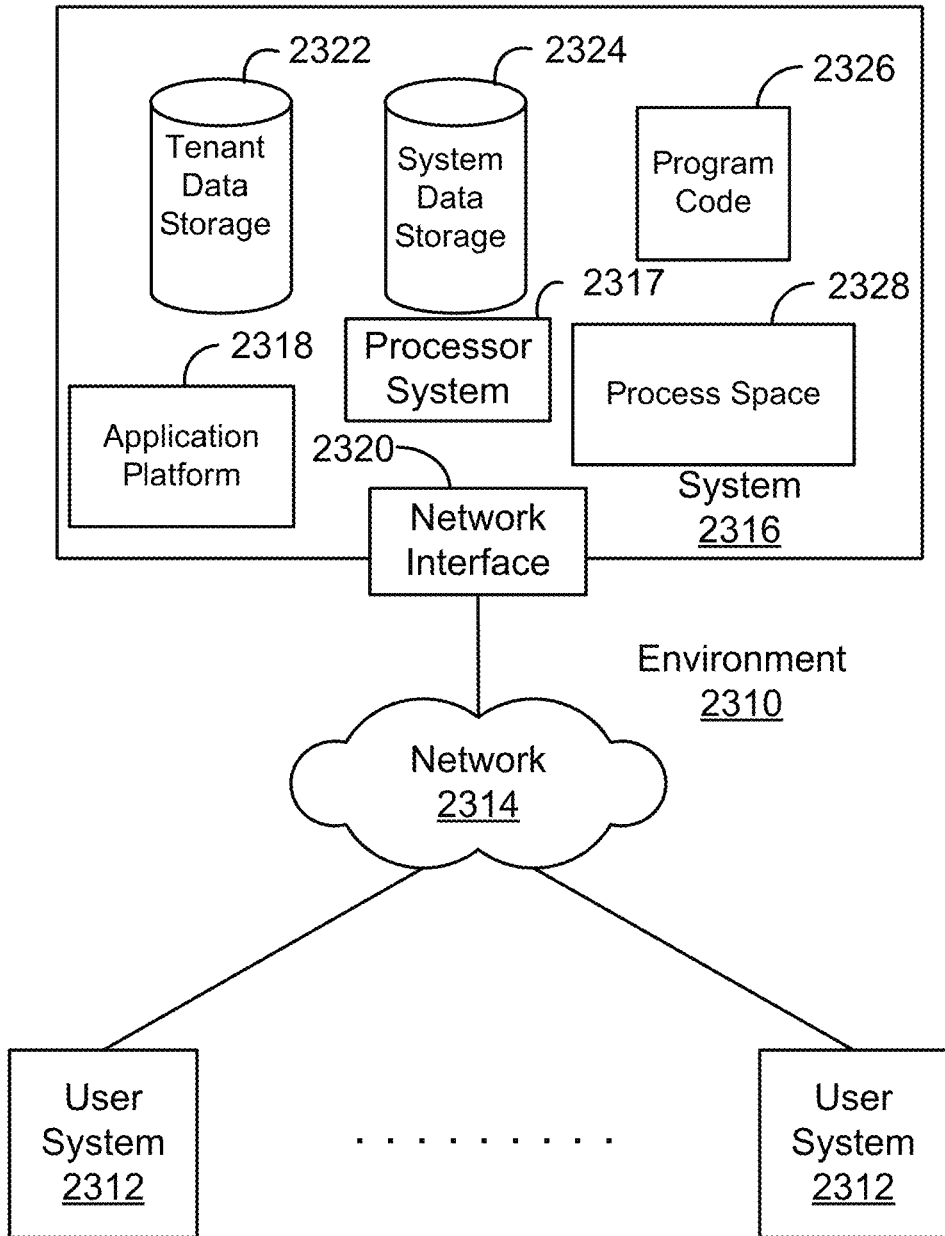 2322
2324
2326
Tenant
Data
Storage
System
Data
Storage
Program
Code
2317
2328
2318
Processor
System
Process Space
Application
Platform
2320
System
2316
Network
Interface
Environment
2310
Network
2314
User
System
2312
. . . . . . . . . .
User
System
2312